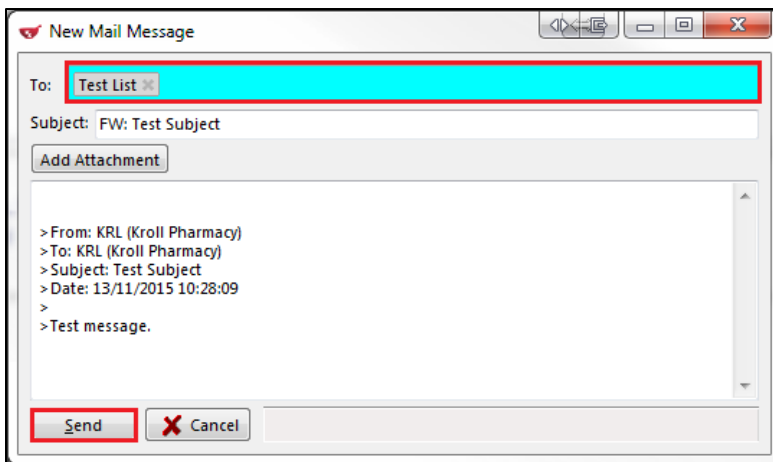 New Mail Message
To: Test List
Subject: FW: Test Subject
Add Attachment
>From: KRL (Kroll Pharmacy)
>To: KRL (Kroll Pharmacy)
>Subject: Test Subject
>Date: 13/11/2015 10:28:09
>
>Test message.
Send Cancel